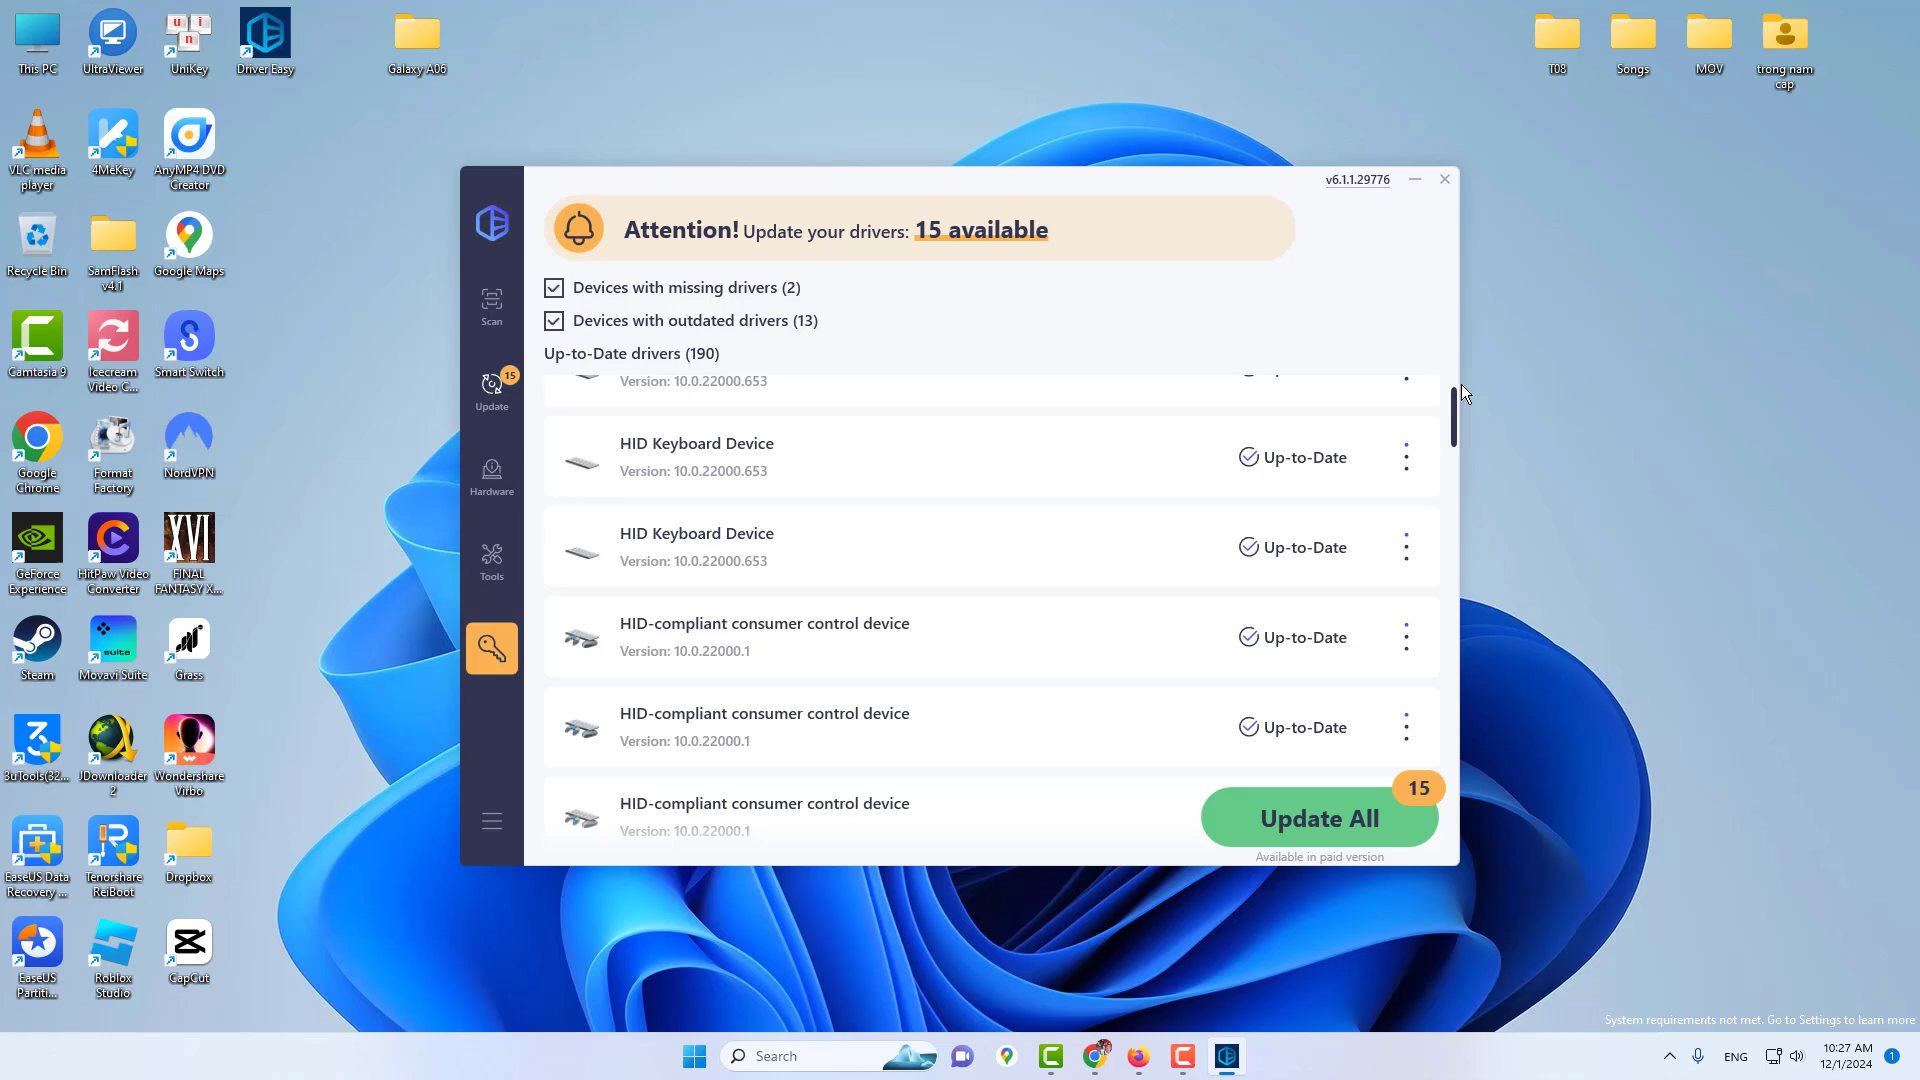 This PC
UltraViewer
UniKey
Driver Easy
Galaxy A06
T08
Songs
MOV
trong nam
cap
VLC media
player
4MeKey
AnyMP4 DVD
Creator
Recycle Bin
SamFlash
v4.1
Google Maps
Camtasia 9
Icecream
Video C...
Smart Switch
Google
Chrome
Format
Factory
NordVPN
GeForce
Experience
HitPaw Video
Converter
XVI
FINAL
FANTASY X...
Steam
suite
Movavi Suite
Grass
3uTools(32...
JDownloader
2
Wondershare
Virbo
EaseUS Data
Recovery ...
Tenorshare
ReiBoot
Dropbox
EaseUS
Partiti...
Roblox
Studio
CapCut
v6.1.1.29776
Attention! Update your drivers: 15 available
Devices with missing drivers (2)
Devices with outdated drivers (13)
Up-to-Date drivers (190)
Scan
15
Update
Hardware
Tools
Version: 10.0.22000.653
HID Keyboard Device
Version: 10.0.22000.653
Up-to-Date
HID Keyboard Device
Version: 10.0.22000.653
Up-to-Date
HID-compliant consumer control device
Version: 10.0.22000.1
Up-to-Date
HID-compliant consumer control device
Version: 10.0.22000.1
Up-to-Date
HID-compliant consumer control device
Version: 10.0.22000.1
15
Update All
Available in paid version
System requirements not met. Go to Settings to learn more
Search
ENG
10:27 AM
12/1/2024
1